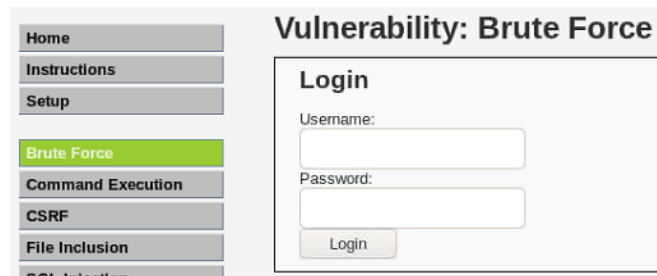 Home
Instructions
Setup
Brute Force
Command Execution
CSRF
File Inclusion
Vulnerability: Brute Force
Login
Username:
Password:
Login